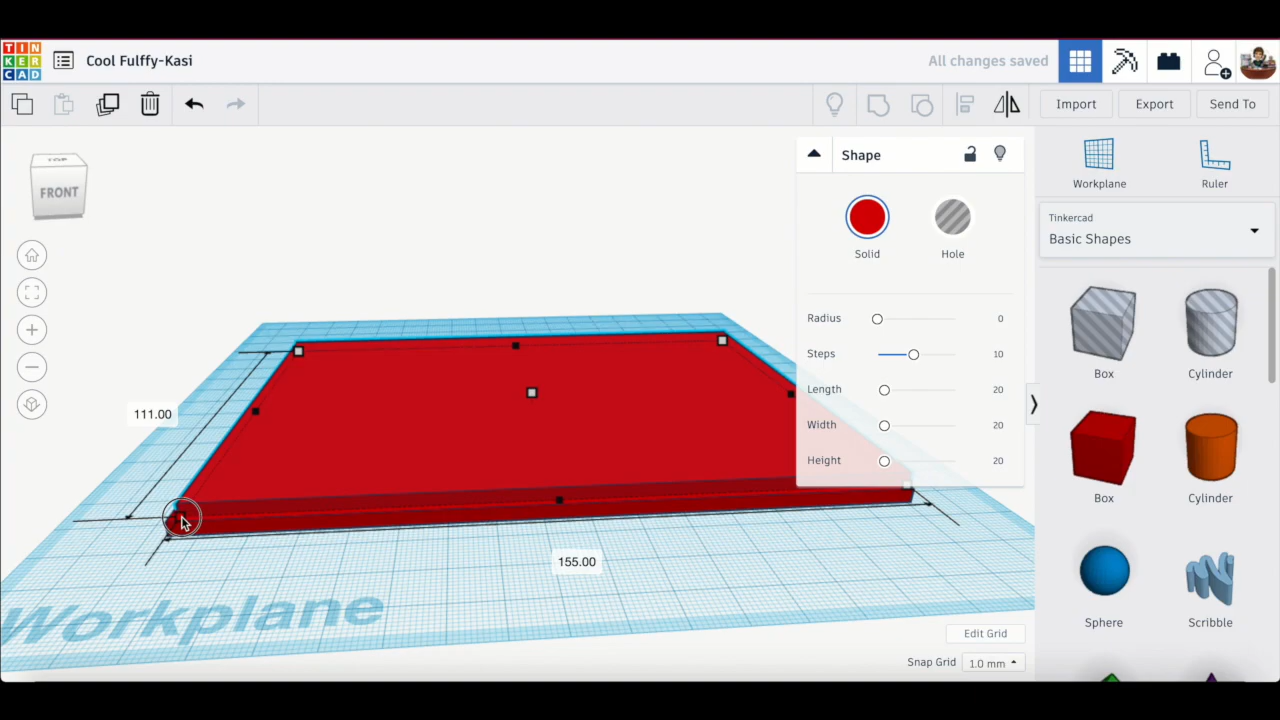 TIN
KER
CAD
Cool Fulffy-Kasi
All changes saved
Import
Export
Send To
TOP
FRONT
Shape
Solid
Hole
Radius 0
Steps 10
Length 20
Width 20
Height 20
Workplane
Ruler
Tinkercad
Basic Shapes
Box
Cylinder
Box
Cylinder
Sphere
Scribble
111.00
155.00
Workplane
Edit Grid
Snap Grid 1.0 mm